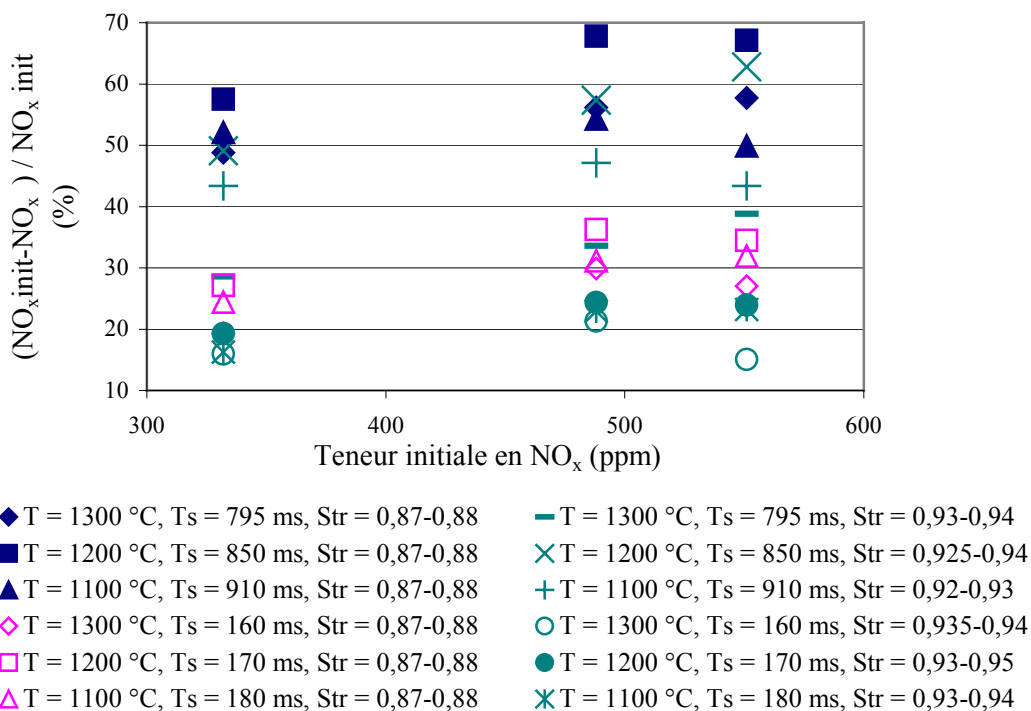 (NOₓinit-NOₓ ) / NOₓ init
(%)
70
60
50
40
30
20
10
300 400 500 600
Teneur initiale en NOₓ (ppm)
T = 1300 °C, Ts = 795 ms, Str = 0,87-0,88
T = 1300 °C, Ts = 795 ms, Str = 0,93-0,94
T = 1200 °C, Ts = 850 ms, Str = 0,87-0,88
T = 1200 °C, Ts = 850 ms, Str = 0,925-0,94
T = 1100 °C, Ts = 910 ms, Str = 0,87-0,88
T = 1100 °C, Ts = 910 ms, Str = 0,92-0,93
T = 1300 °C, Ts = 160 ms, Str = 0,87-0,88
T = 1300 °C, Ts = 160 ms, Str = 0,935-0,94
T = 1200 °C, Ts = 170 ms, Str = 0,87-0,88
T = 1200 °C, Ts = 170 ms, Str = 0,93-0,95
T = 1100 °C, Ts = 180 ms, Str = 0,87-0,88
T = 1100 °C, Ts = 180 ms, Str = 0,93-0,94